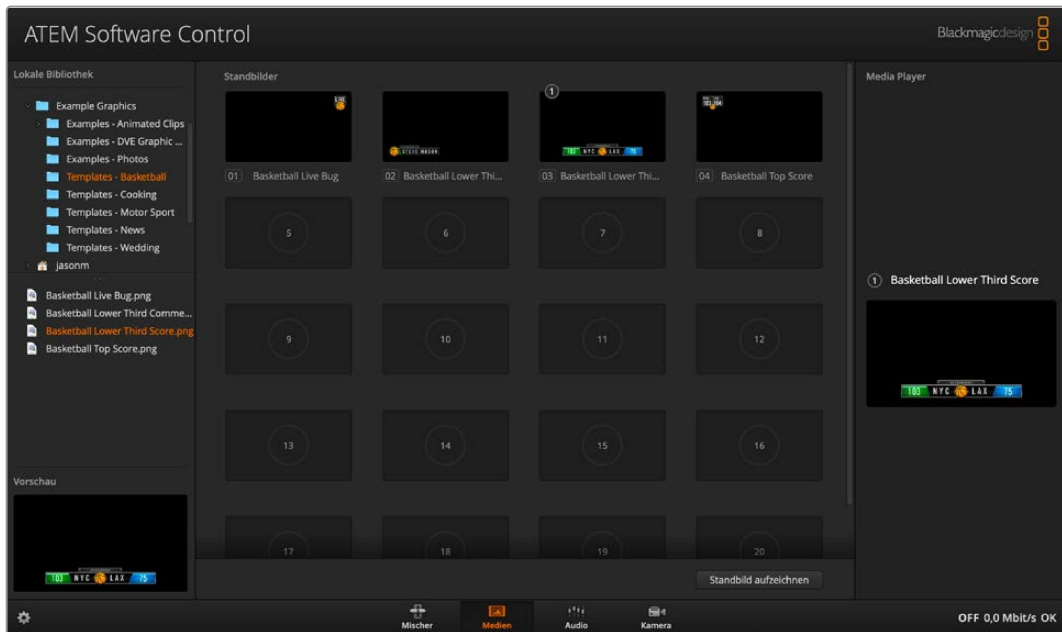 ATEM Software Control
Blackmagicdesign
Lokale Bibliothek
Example Graphics
Examples - Animated Clips
Examples - DVE Graphic ...
Examples - Photos
Templates - Basketball
Templates - Cooking
Templates - Motor Sport
Templates - News
Templates - Wedding
jasonm
Basketball Live Bug.png
Basketball Lower Third Comme...
Basketball Lower Third Score.png
Basketball Top Score.png
Vorschau
103 NYC LAX 75
Standbilder
LIVE
STEVE MASON
1
103 NYC LAX 75
103 104
01 Basketball Live Bug
02 Basketball Lower Thi...
03 Basketball Lower Thi...
04 Basketball Top Score
5
6
7
8
9
10
11
12
13
14
15
16
17
18
19
20
Standbild aufzeichnen
Media Player
1 Basketball Lower Third Score
103 NYC LAX 75
Mischer
Medien
Audio
Kamera
OFF 0,0 Mbit/s OK